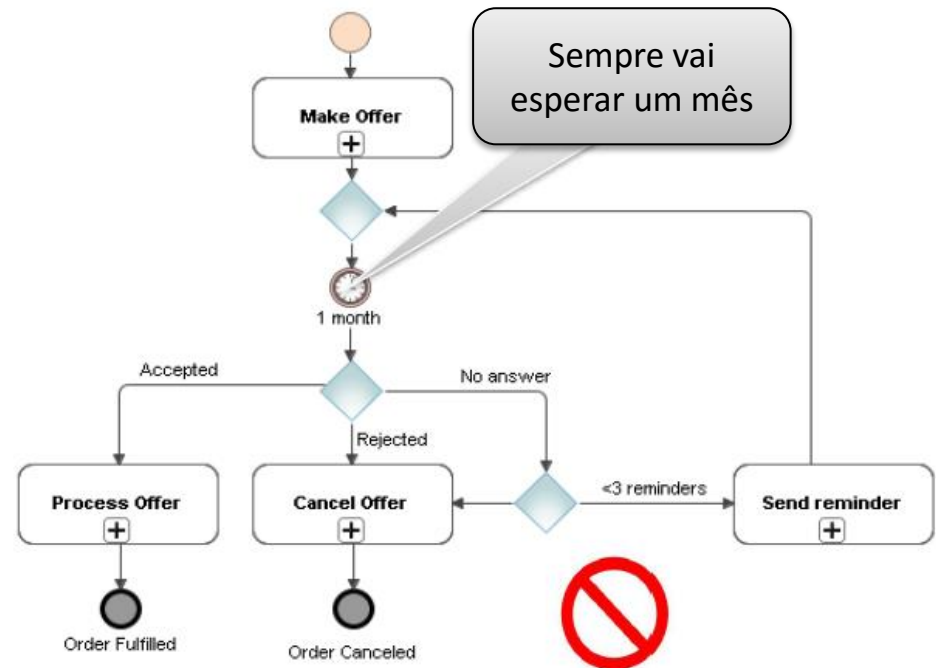 Sempre vai
esperar um mês
Make Offer
1 month
Accepted
No answer
Rejected
<3 reminders
Process Offer
Cancel Offer
Send reminder
Order Fulfilled
Order Canceled